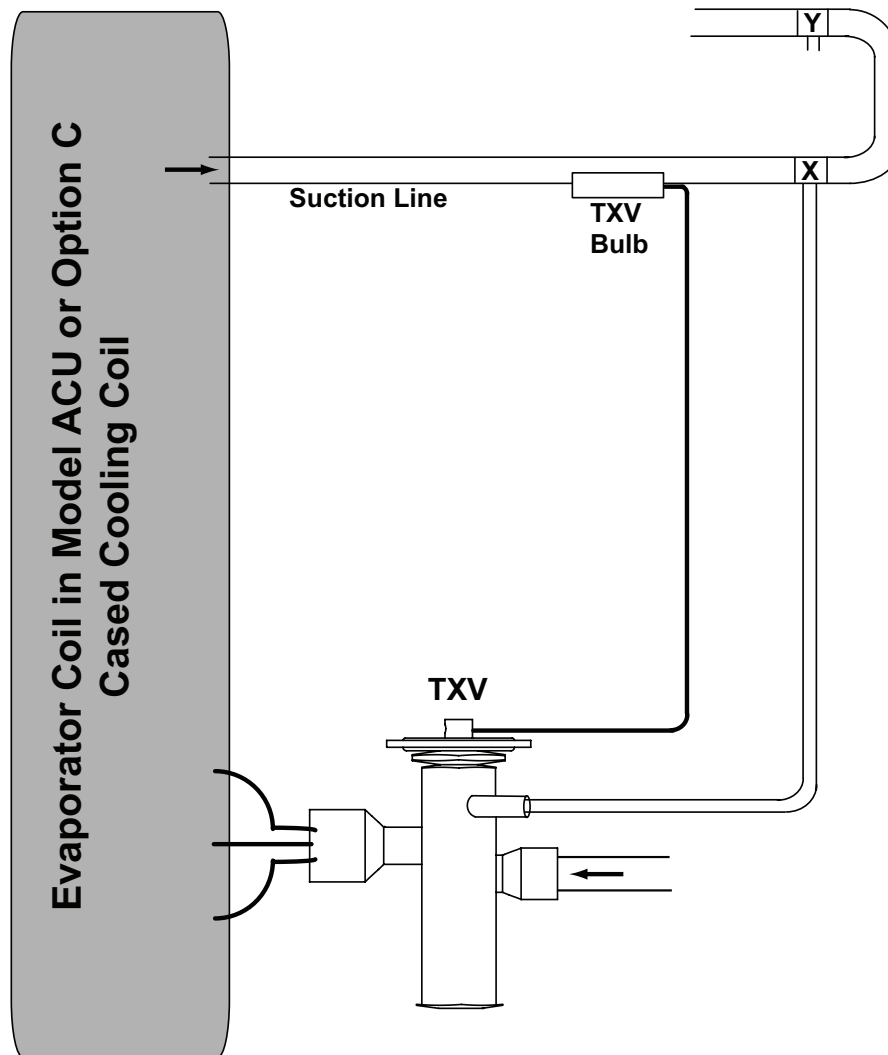 Y
X
Suction Line
TXV
Bulb
Evaporator Coil in Model ACU or Option C
Cased Cooling Coil
TXV